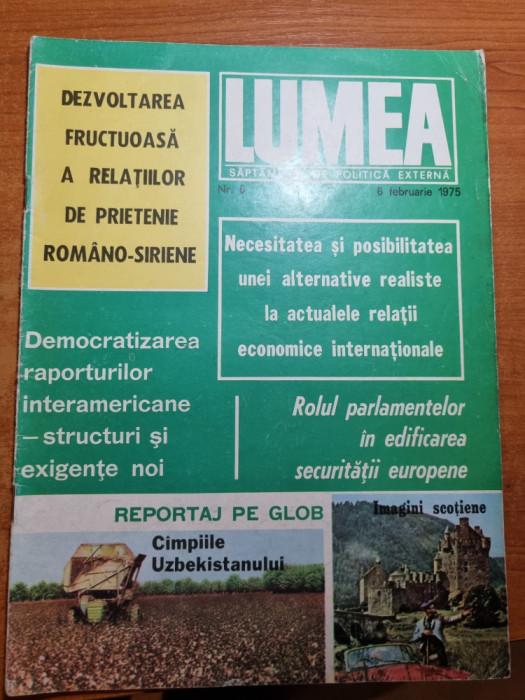 DEZVOLTAREA
FRUCTUOASĂ
A RELAȚIILOR
DE PRIETENIE
ROMÂNO-SIRIENE
LUMEA
SĂPTĂMÎNAL DE POLITICĂ EXTERNĂ
Nr. 6
6 februarie 1975
Necesitatea și posibilitatea
unei alternative realiste
la actualele relații
economice internaționale
Democratizarea
raporturilor
interamericane
— structuri și
exigențe noi
Rolul parlamentelor
în edificarea
securității europene
REPORTAJ PE GLOB
Cîmpiile
Uzbekistanului
Imagini scoțiene